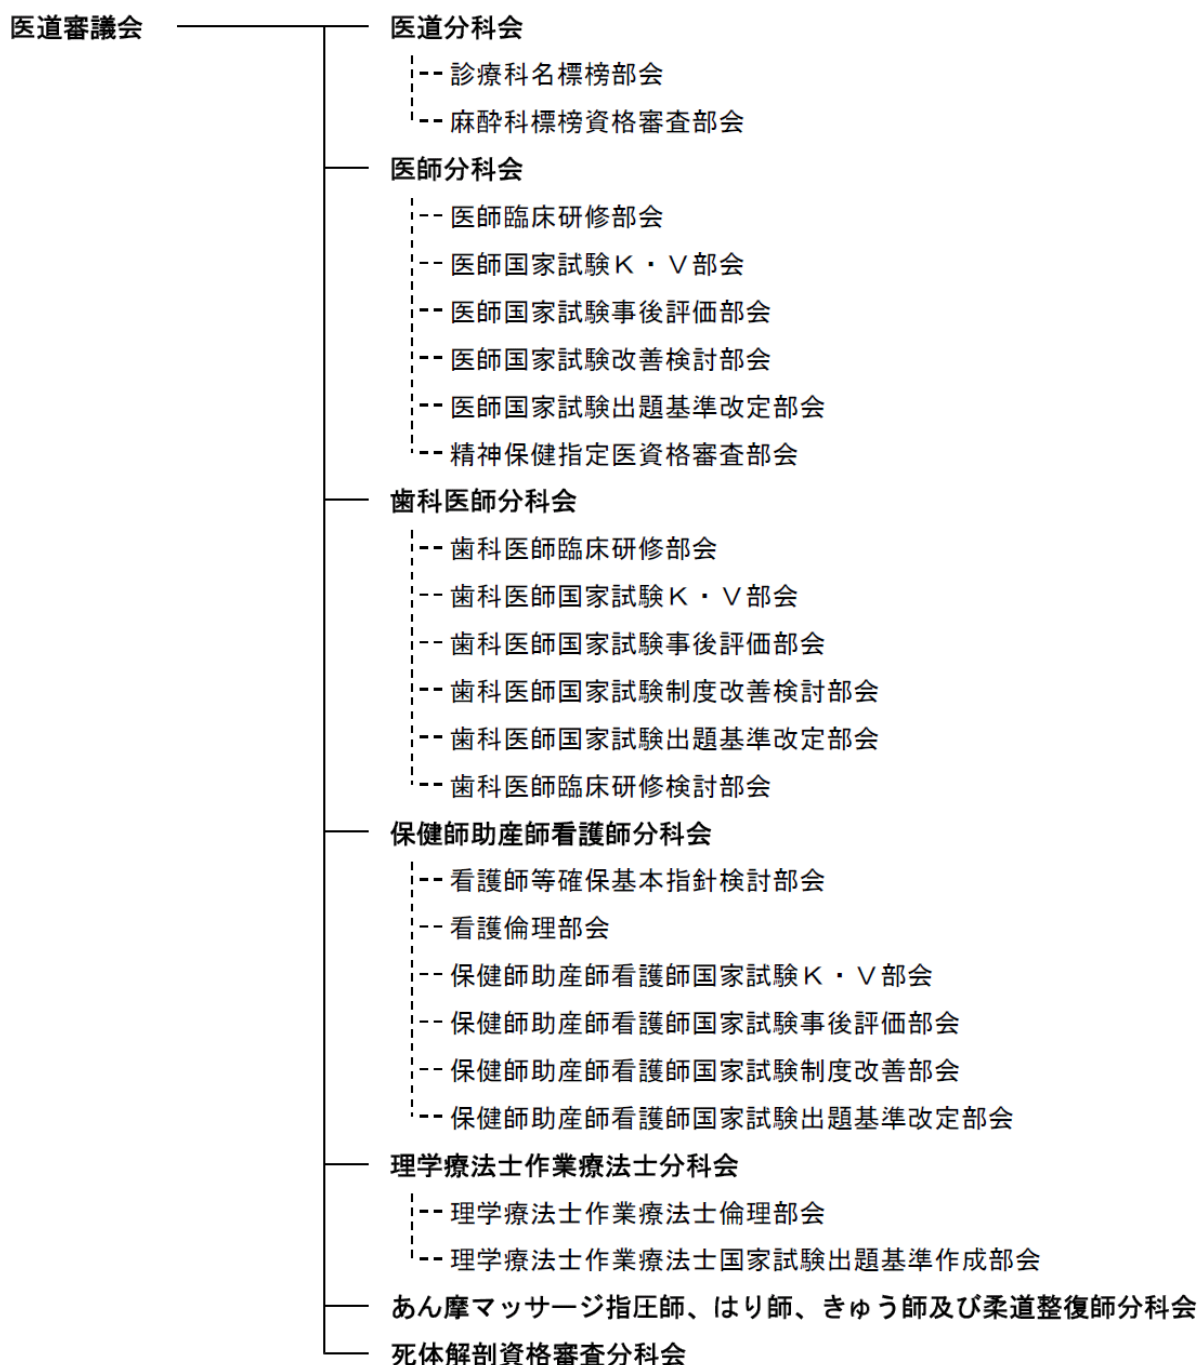 医道審議会
医道分科会
診療科名標榜部会
麻酔科標榜資格審査部会
医師分科会
医師臨床研修部会
医師国家試験Ｋ・Ｖ部会
医師国家試験事後評価部会
医師国家試験改善検討部会
医師国家試験出題基準改定部会
精神保健指定医資格審査部会
歯科医師分科会
歯科医師臨床研修部会
歯科医師国家試験Ｋ・Ｖ部会
歯科医師国家試験事後評価部会
歯科医師国家試験制度改善検討部会
歯科医師国家試験出題基準改定部会
歯科医師臨床研修検討部会
保健師助産師看護師分科会
看護師等確保基本指針検討部会
看護倫理部会
保健師助産師看護師国家試験Ｋ・Ｖ部会
保健師助産師看護師国家試験事後評価部会
保健師助産師看護師国家試験制度改善部会
保健師助産師看護師国家試験出題基準改定部会
理学療法士作業療法士分科会
理学療法士作業療法士倫理部会
理学療法士作業療法士国家試験出題基準作成部会
あん摩マッサージ指圧師、はり師、きゅう師及び柔道整復師分科会
死体解剖資格審査分科会